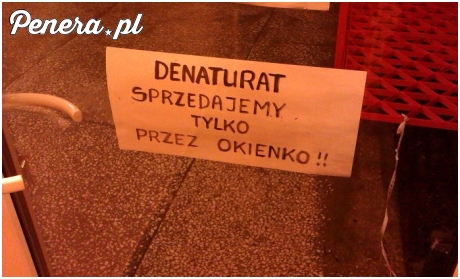 Penera.pl
DENATURAT
SPRZEDAJEMY
TYLKO
PRZEZ OKIENKO!!